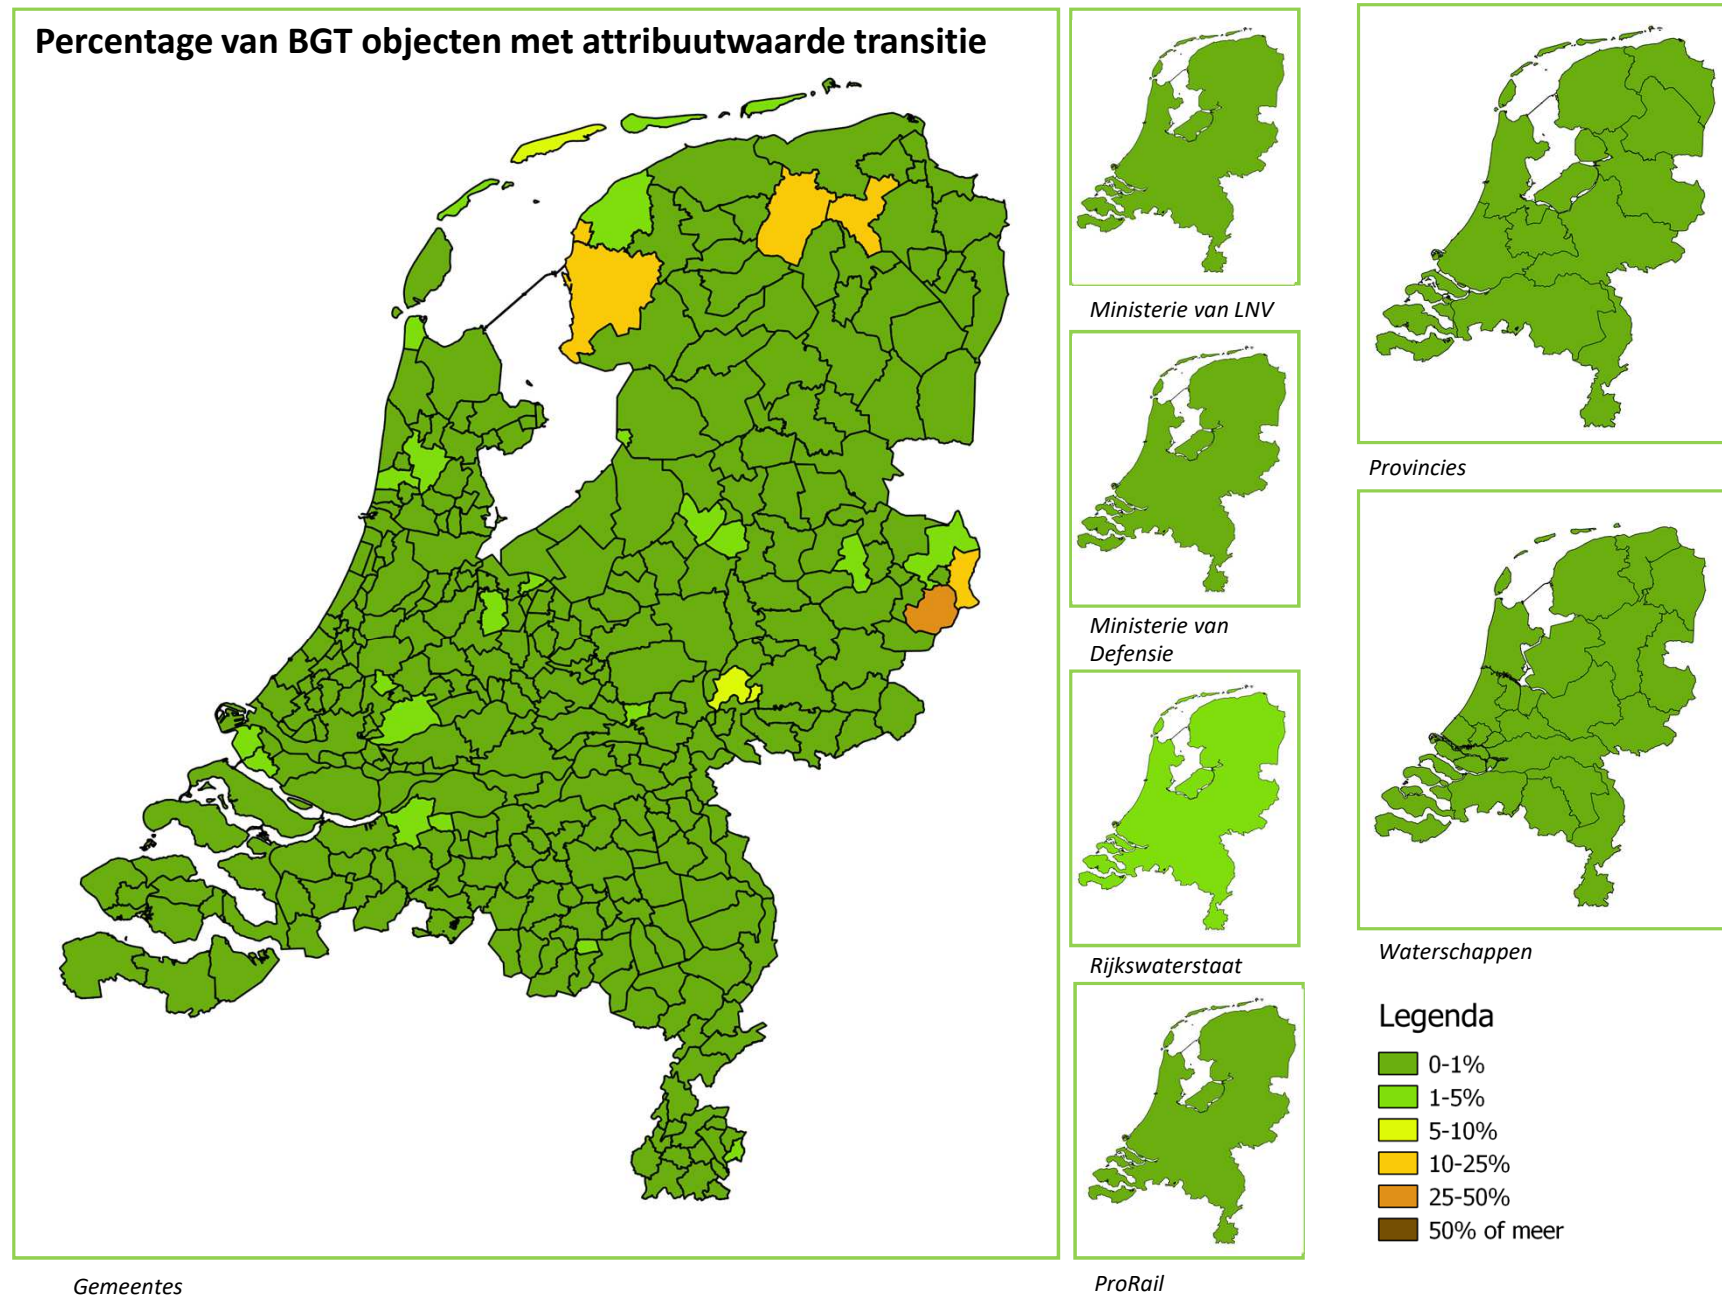 Percentage van BGT objecten met attribuutwaarde transitie
Gemeentes
Ministerie van LNV
Ministerie van
Defensie
Rijkswaterstaat
ProRail
Provincies
Waterschappen
Legenda
0-1%
1-5%
5-10%
10-25%
25-50%
50% of meer